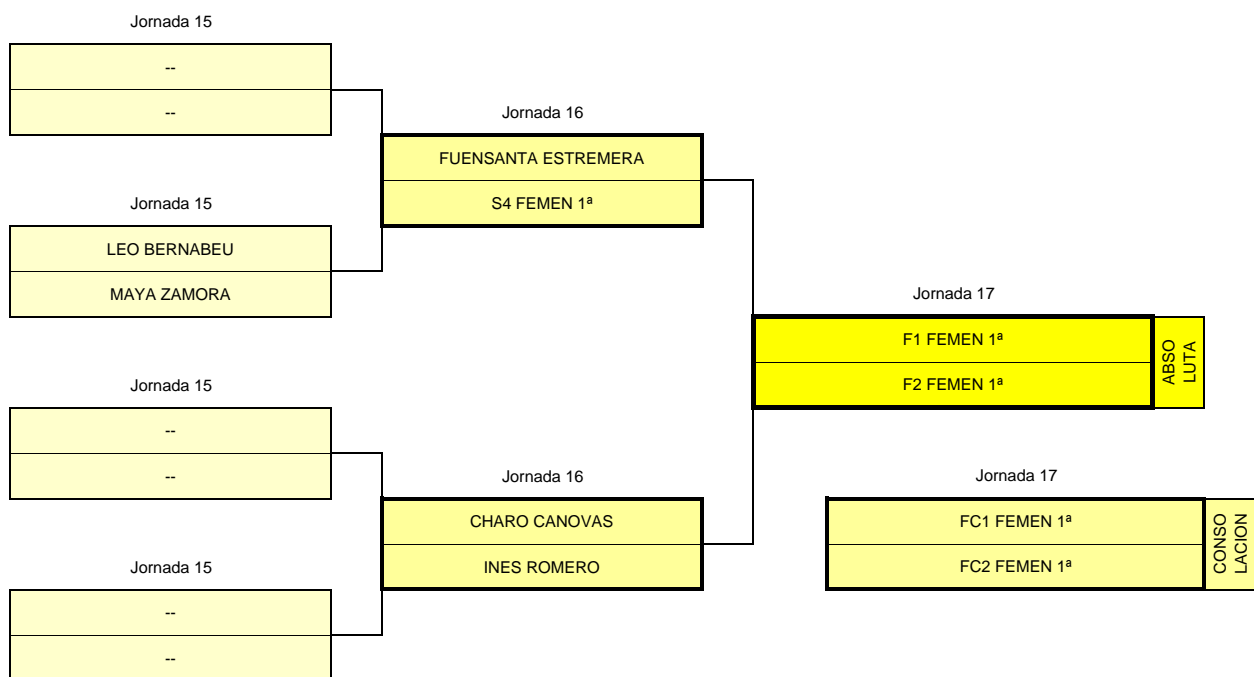 Jornada 15
--
--
Jornada 16
FUENSANTA ESTREMERA
S4 FEMEN 1ª
Jornada 15
LEO BERNABEU
MAYA ZAMORA
Jornada 17
F1 FEMEN 1ª
F2 FEMEN 1ª
ABSO
LUTA
Jornada 15
--
--
Jornada 16
CHARO CANOVAS
INES ROMERO
Jornada 17
FC1 FEMEN 1ª
FC2 FEMEN 1ª
CONSO
LACION
Jornada 15
--
--